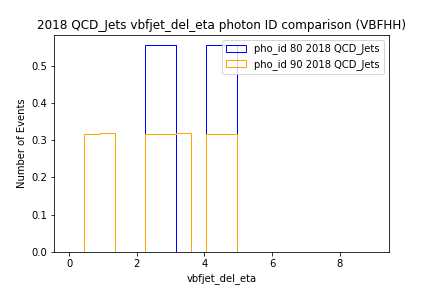 2018 QCD_Jets vbfjet_del_eta photon ID comparison (VBFHH)
pho_id 80 2018 QCD_Jets
pho_id 90 2018 QCD_Jets
Number of Events
0.5
0.4
0.3
0.2
0.1
0.0
0 2 4 6 8
vbfjet_del_eta